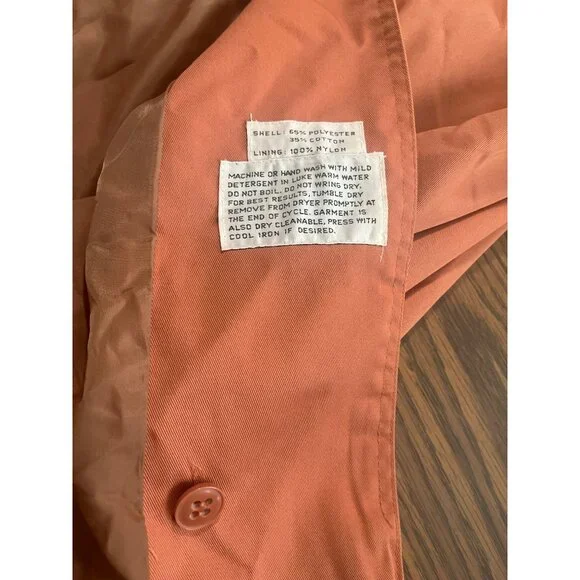 SHELL: 65% POLYESTER
35% COTTON
LINING: 100% NYLON
MACHINE OR HAND WASH WITH MILD
DETERGENT IN LUKE WARM WATER
DO NOT BOIL. DO NOT WRING DRY.
FOR BEST RESULTS, TUMBLE DRY
REMOVE FROM DRYER PROMPTLY AT
THE END OF CYCLE. GARMENT IS
ALSO DRY CLEANABLE, PRESS WITH
COOL IRON IF DESIRED.